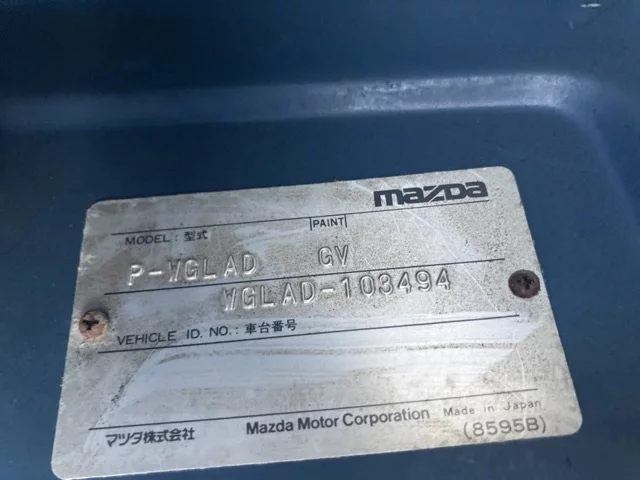 mazda
MODEL: 型式 PAINT
P-WGLAD GV
WGLAD-103494
VEHICLE ID. NO.: 車台番号
マツダ株式会社 Mazda Motor Corporation Made in Japan
(8595B)